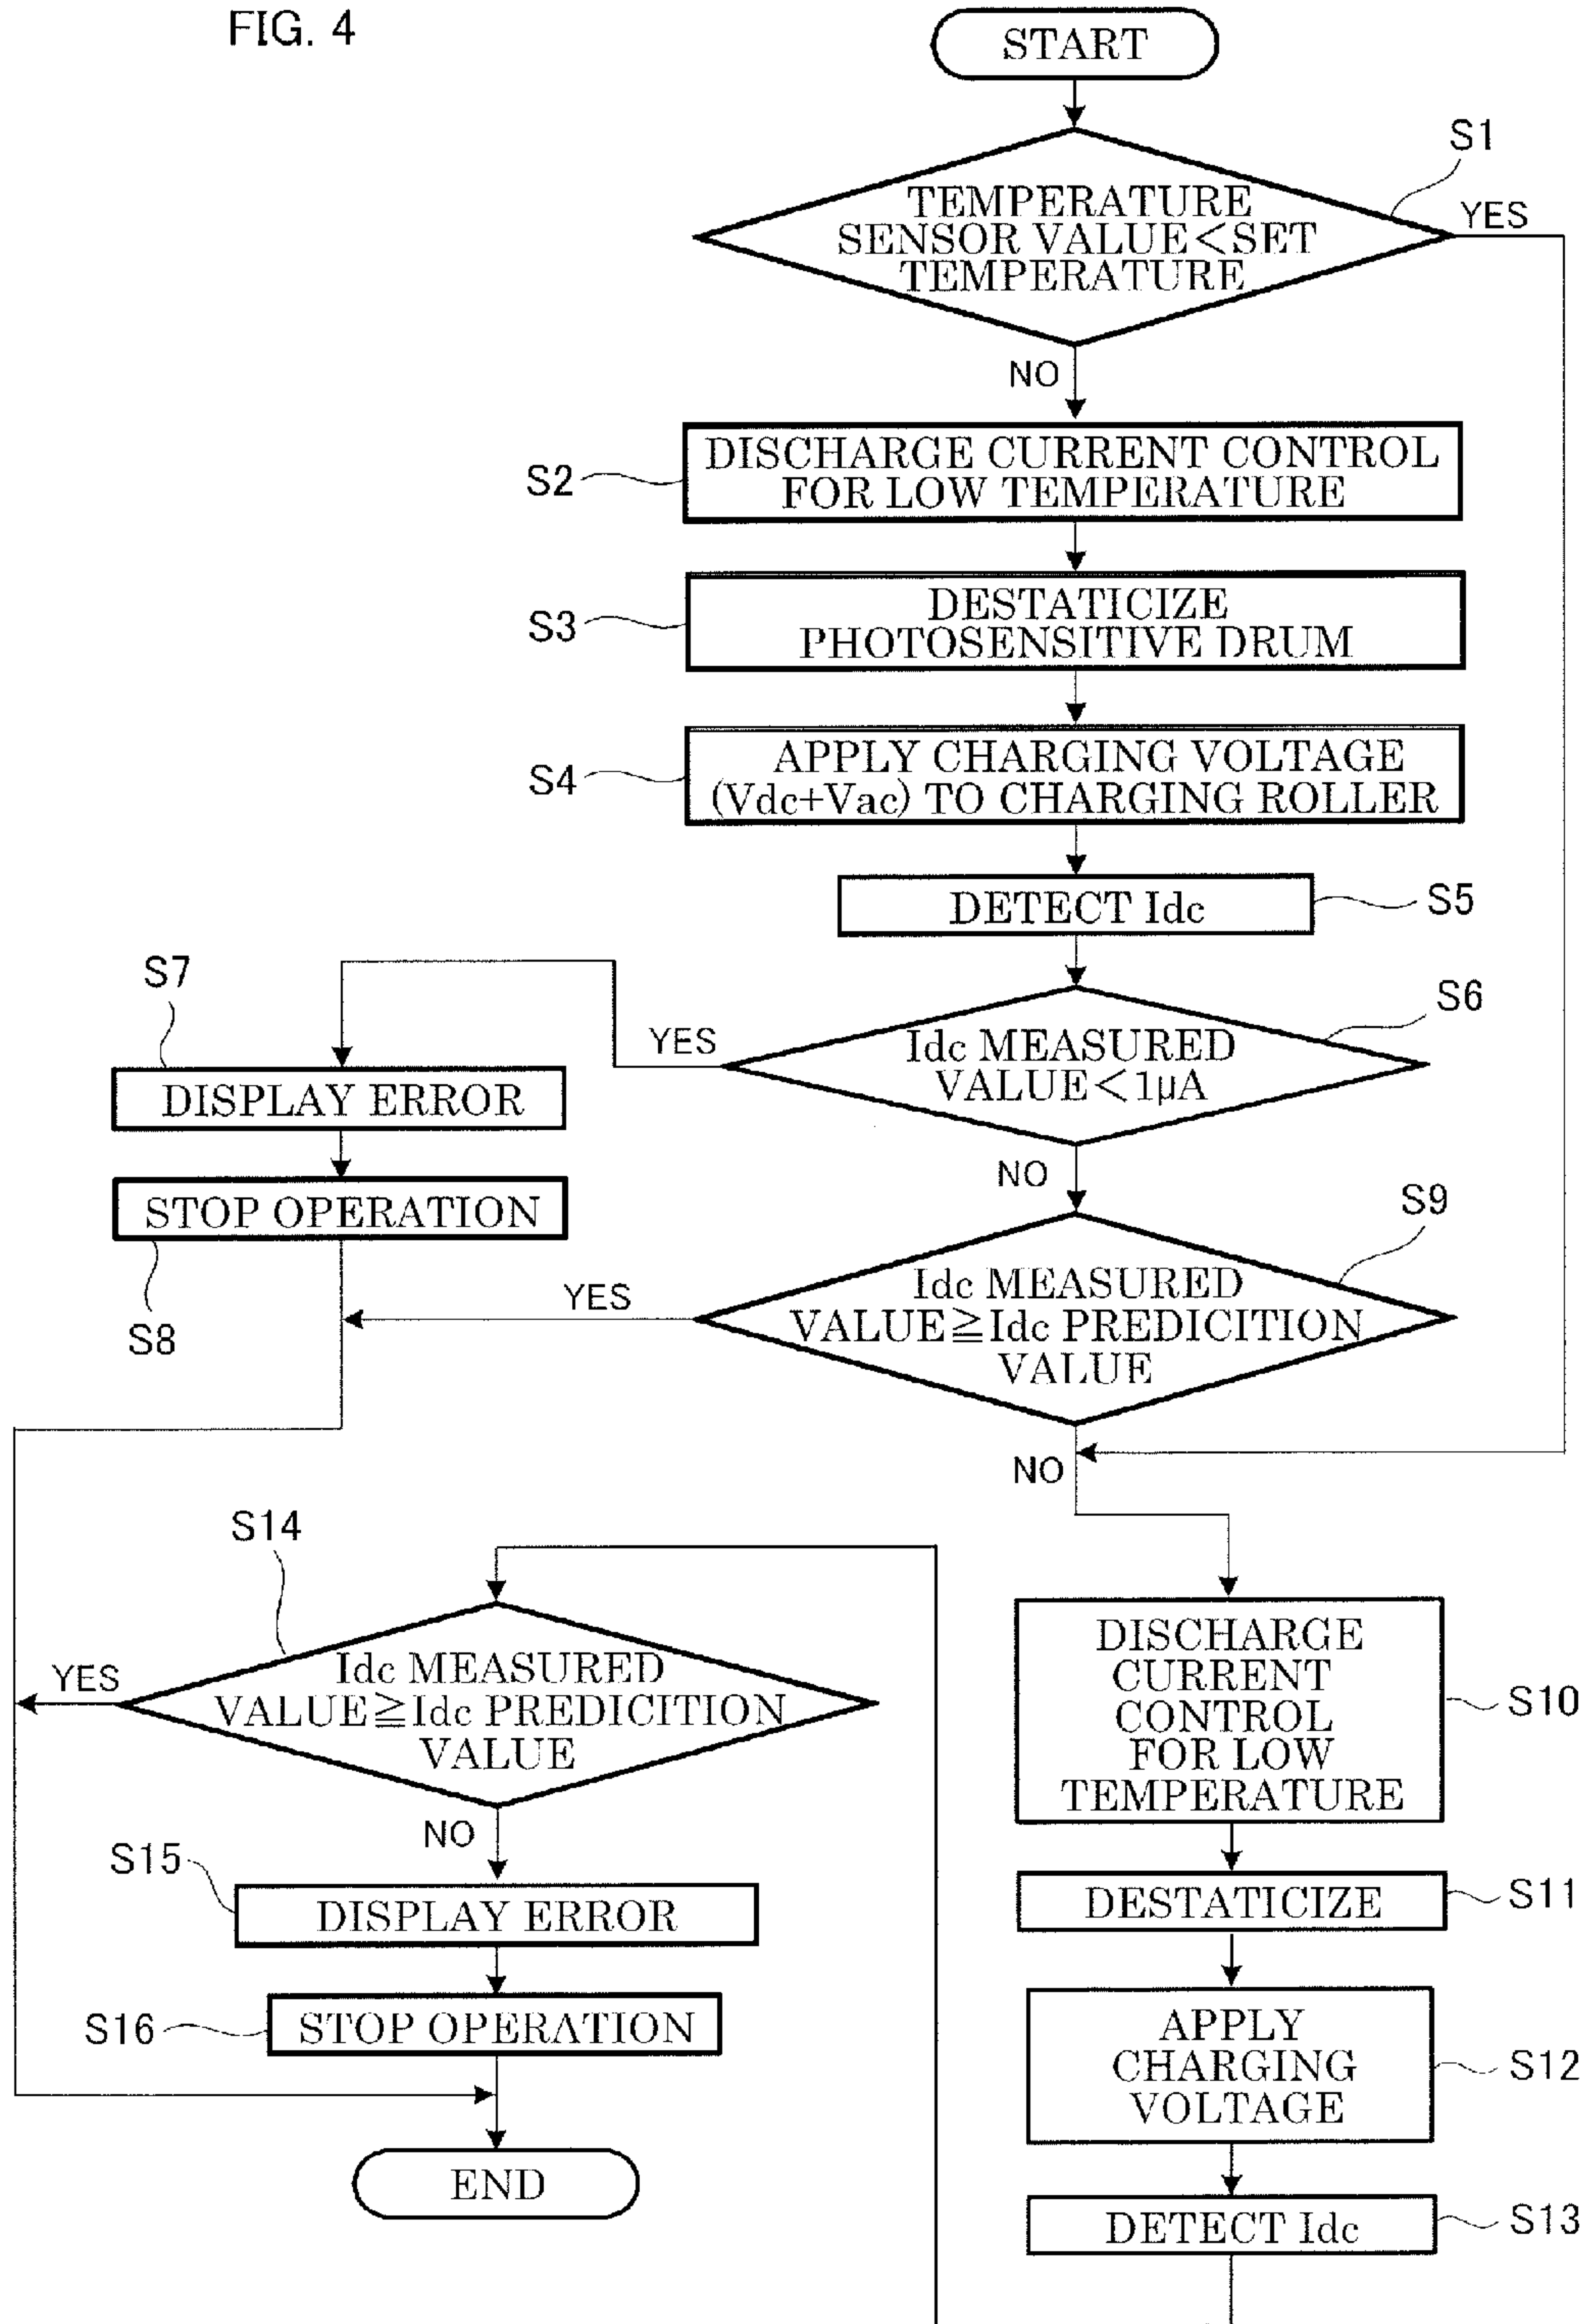 FIG. 4
START
S1
TEMPERATURE
SENSOR VALUE<SET
TEMPERATURE
YES
NO
S2
DISCHARGE CURRENT CONTROL
FOR LOW TEMPERATURE
S3
DESTATICIZE
PHOTOSENSITIVE DRUM
S4
APPLY CHARGING VOLTAGE
(Vdc+Vac) TO CHARGING ROLLER
DETECT Idc
S5
S6
Idc MEASURED
VALUE<1μA
YES
NO
S7
DISPLAY ERROR
STOP OPERATION
S8
S9
Idc MEASURED
VALUE≧Idc PREDICITION
VALUE
YES
NO
S10
DISCHARGE
CURRENT
CONTROL
FOR LOW
TEMPERATURE
DESTATICIZE
S11
APPLY
CHARGING
VOLTAGE
S12
DETECT Idc
S13
S14
Idc MEASURED
VALUE≧Idc PREDICITION
VALUE
YES
NO
S15
DISPLAY ERROR
S16
STOP OPERATION
END